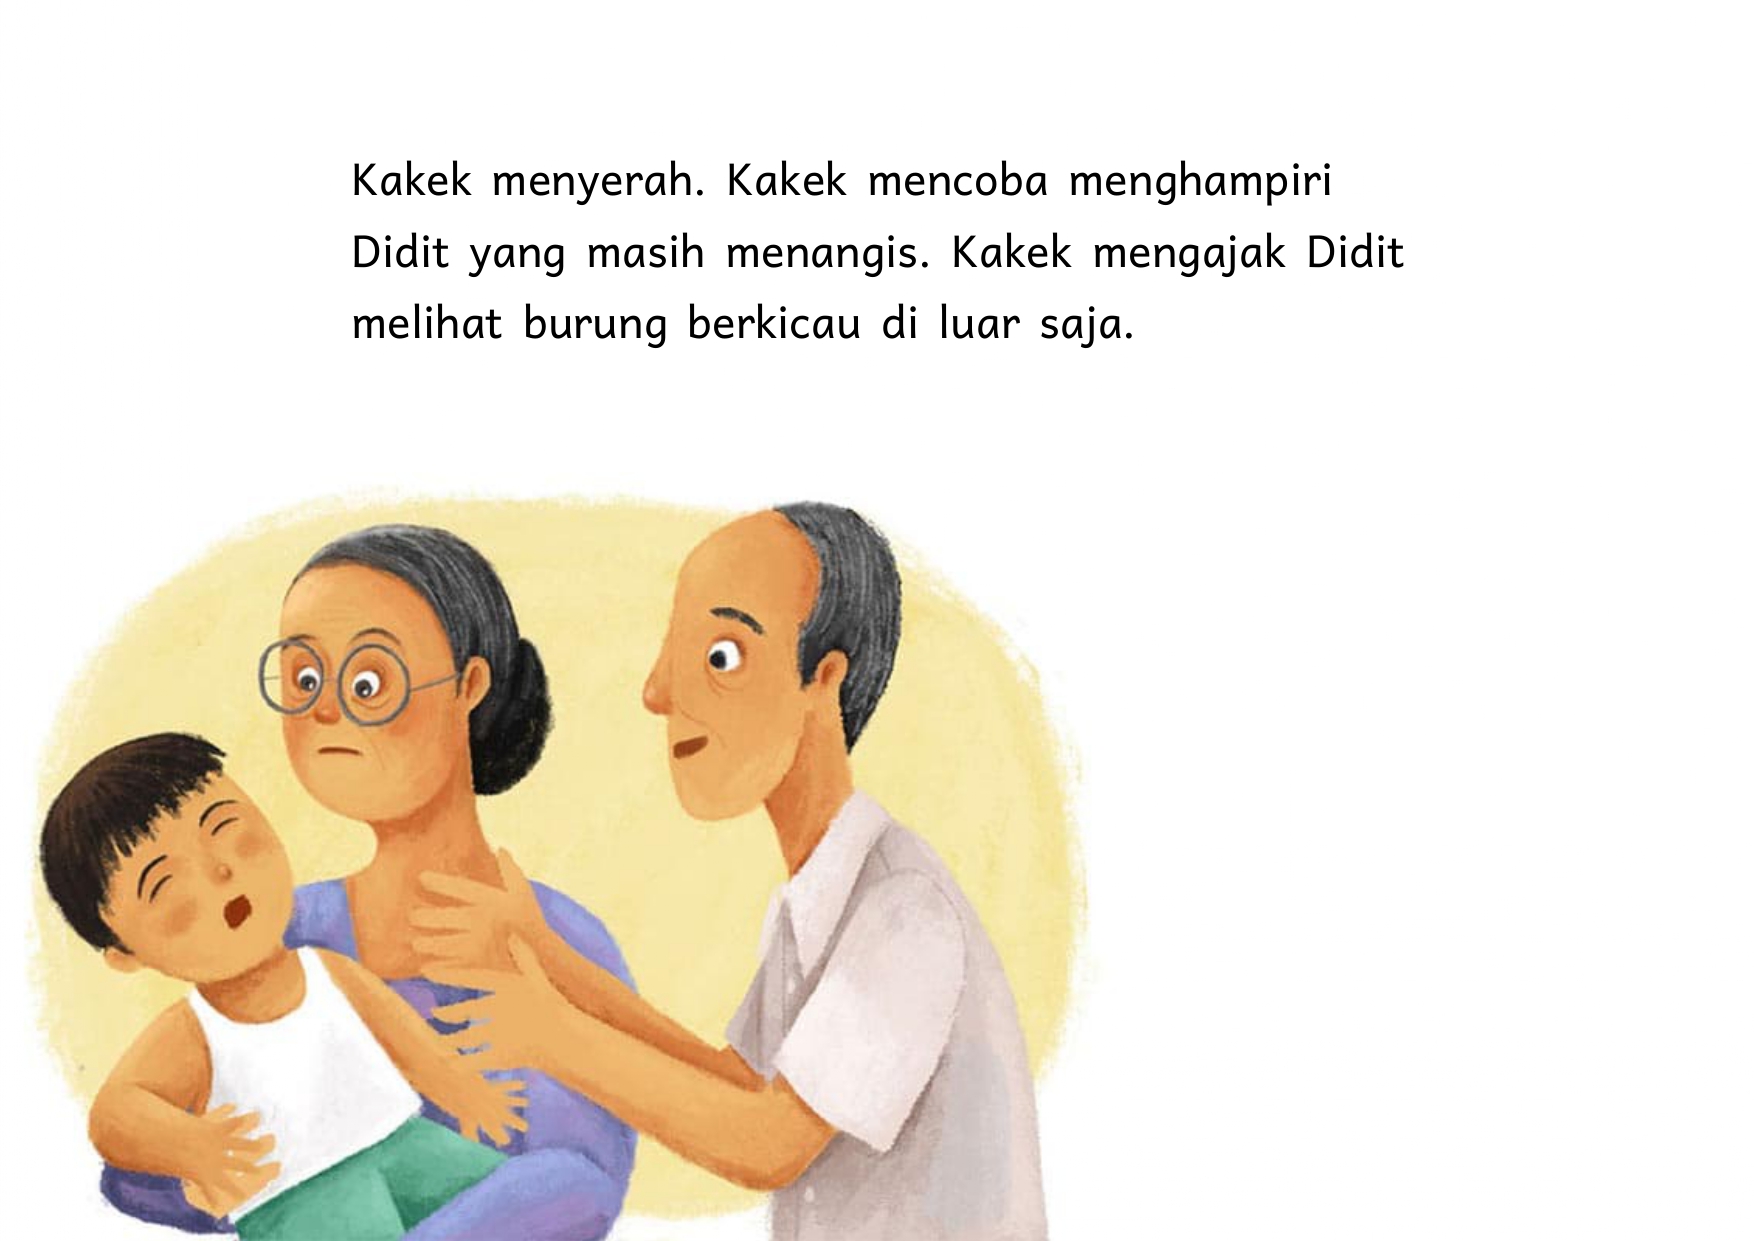 Kakek menyerah. Kakek mencoba menghampiri
Didit yang masih menangis. Kakek mengajak Didit
melihat burung berkicau di luar saja.